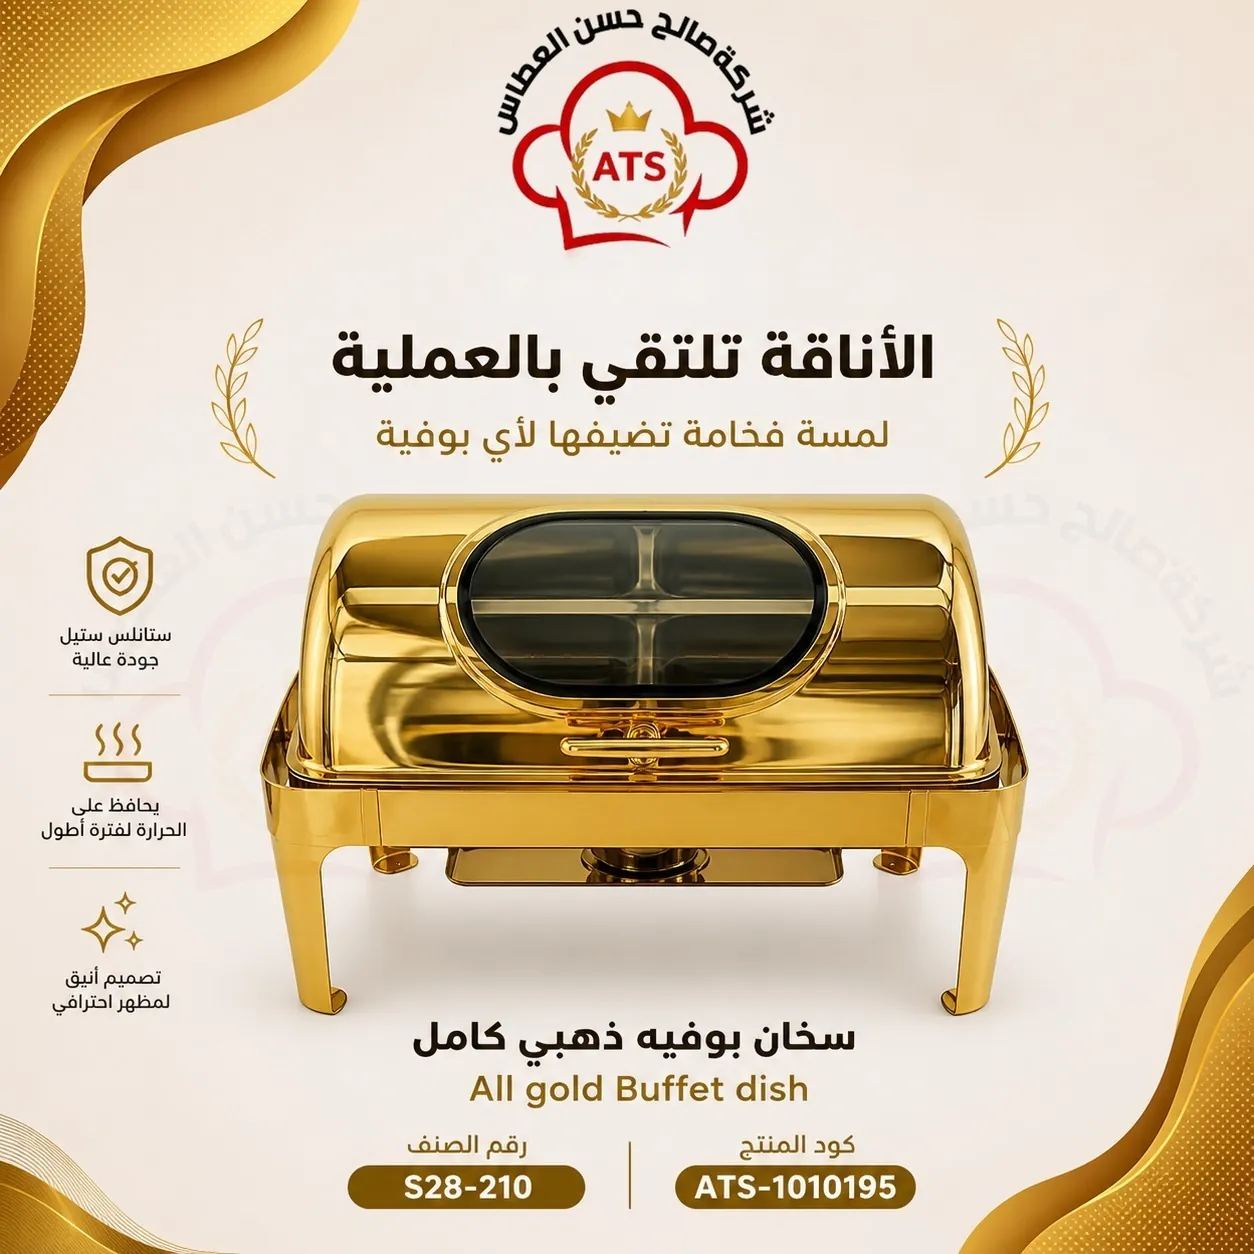 شركة صالح حسن العطاس
ATS
الأناقة تلتقي بالعملية
لمسة فخامة تضيفها لأي بوفية
ستانلس ستيل
جودة عالية
يحافظ على
الحرارة لفترة أطول
تصميم أنيق
لمظهر احترافي
سخان بوفيه ذهبي كامل
All gold Buffet dish
كود المنتج
ATS-1010195
رقم الصنف
S28-210